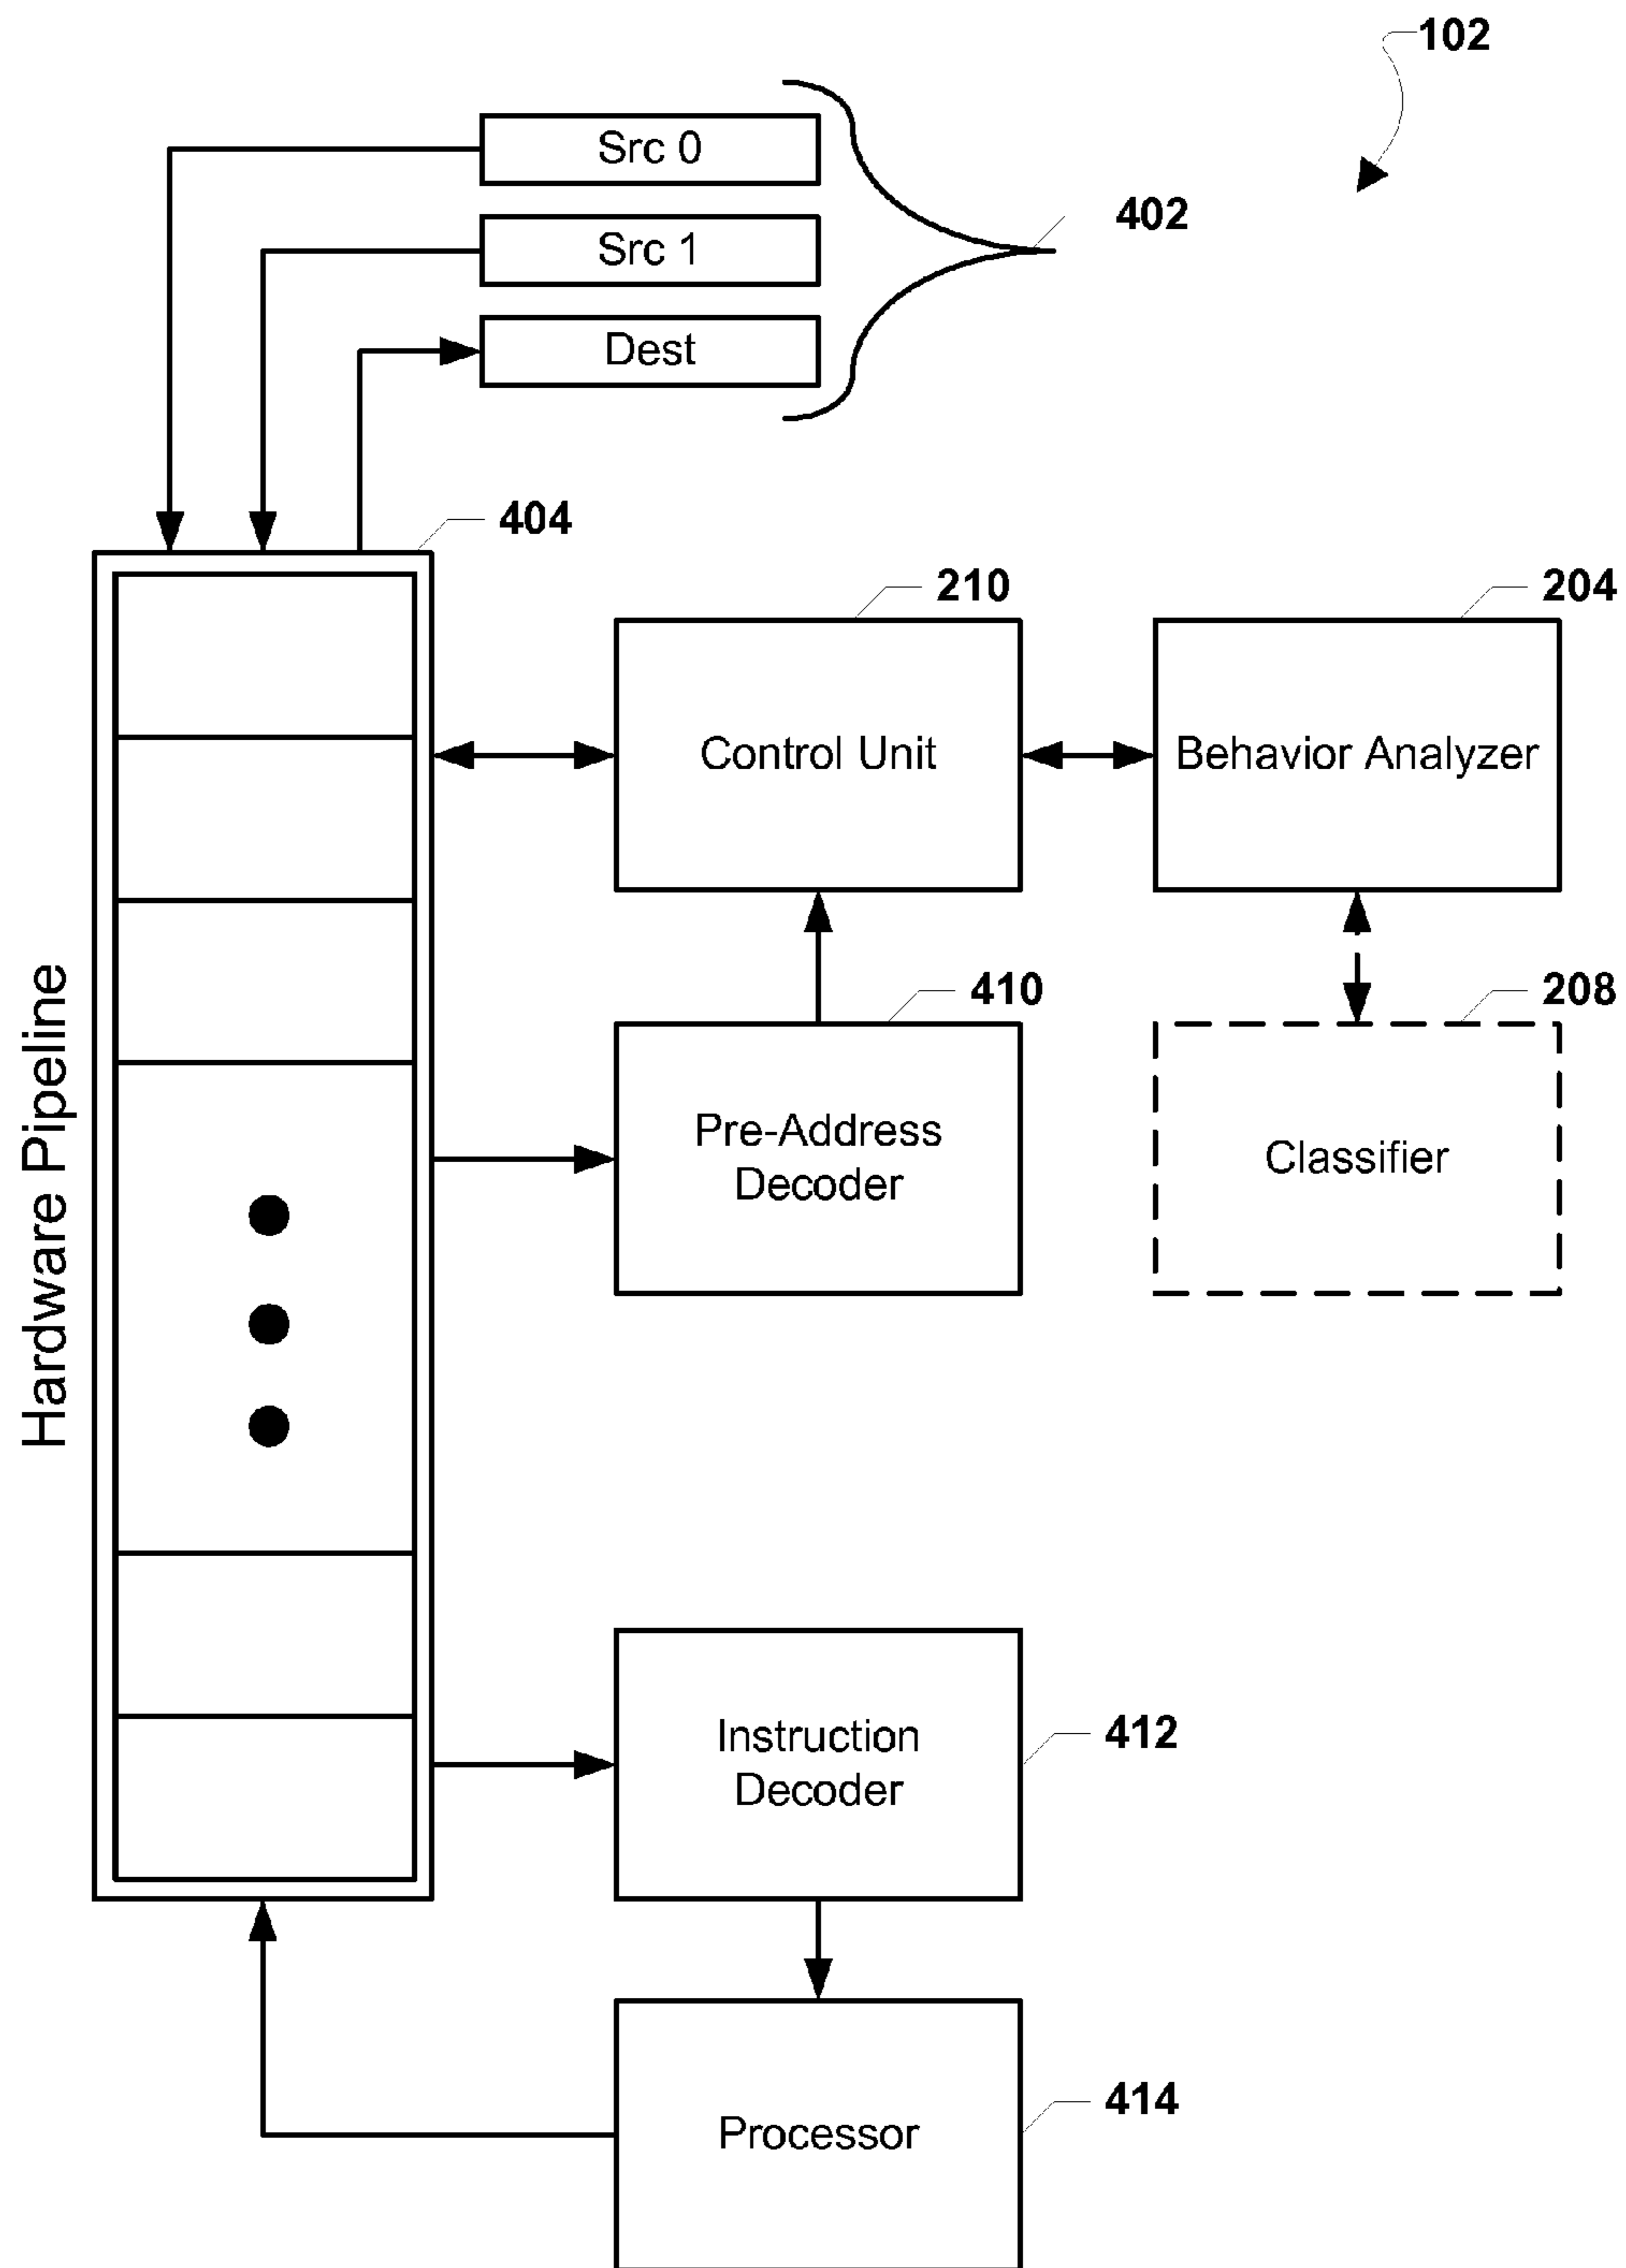 102
Src 0
402
Src 1
Dest
404
210
204
Control Unit
Behavior Analyzer
410
208
Hardware Pipeline
Pre-Address
Decoder
Classifier
Instruction
Decoder
412
414
Processor